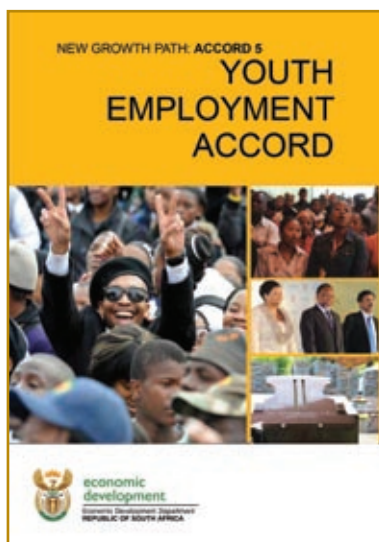 NEW GROWTH PATH: ACCORD 5
YOUTH
EMPLOYMENT
ACCORD
economic
development
Economic Development Department
REPUBLIC OF SOUTH AFRICA